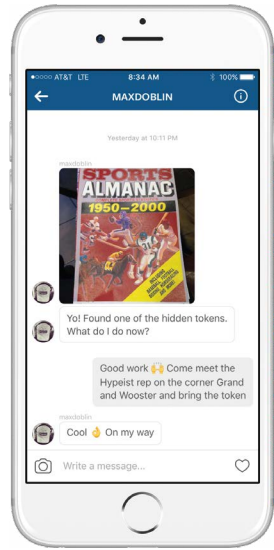 AT&T LTE 8:34 AM 100%
MAXDOBLIN
Yesterday at 10:11 PM
maxdoblin
SPORTS
ALMANAC
1950-2000
Yo! Found one of the hidden tokens.
What do I do now?
Good work 🙌 Come meet the
Hypeist rep on the corner Grand
and Wooster and bring the token
maxdoblin
Cool 👌 On my way
Write a message...